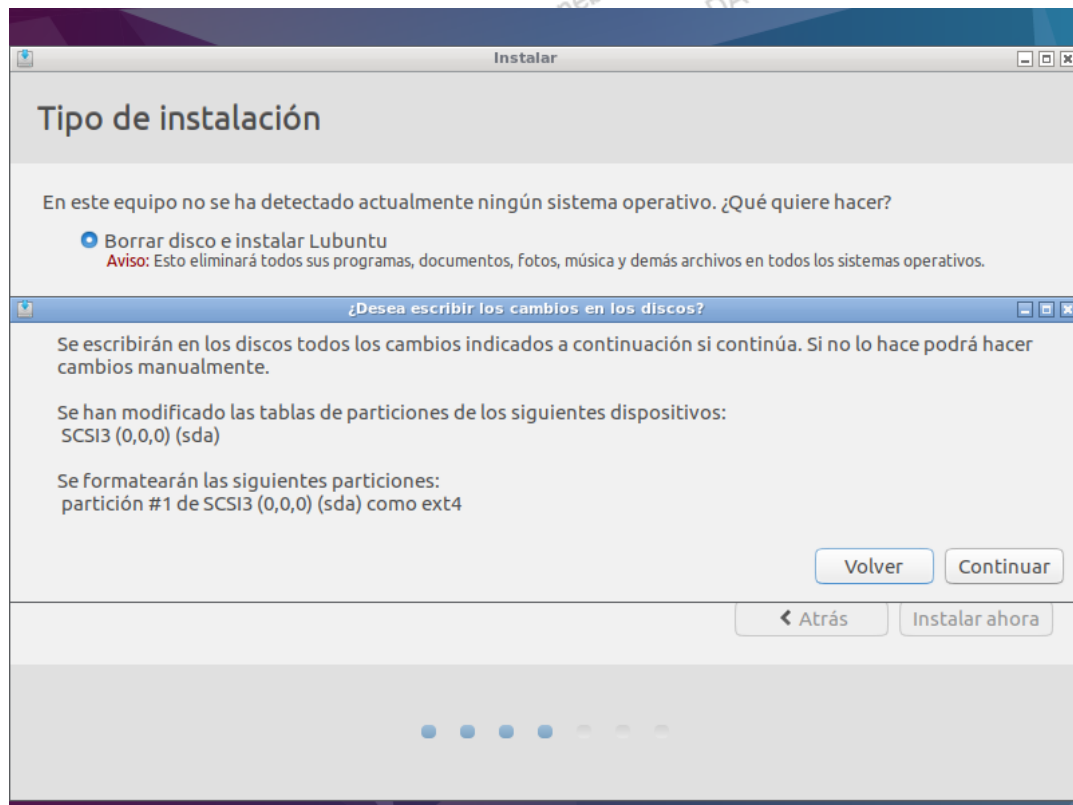 Instalar
Tipo de instalación
En este equipo no se ha detectado actualmente ningún sistema operativo. ¿Qué quiere hacer?
Borrar disco e instalar Lubuntu
Aviso: Esto eliminará todos sus programas, documentos, fotos, música y demás archivos en todos los sistemas operativos.
¿Desea escribir los cambios en los discos?
Se escribirán en los discos todos los cambios indicados a continuación si continúa. Si no lo hace podrá hacer
cambios manualmente.
Se han modificado las tablas de particiones de los siguientes dispositivos:
SCSI3 (0,0,0) (sda)
Se formatearán las siguientes particiones:
partición #1 de SCSI3 (0,0,0) (sda) como ext4
Volver Continuar
Atrás Instalar ahora